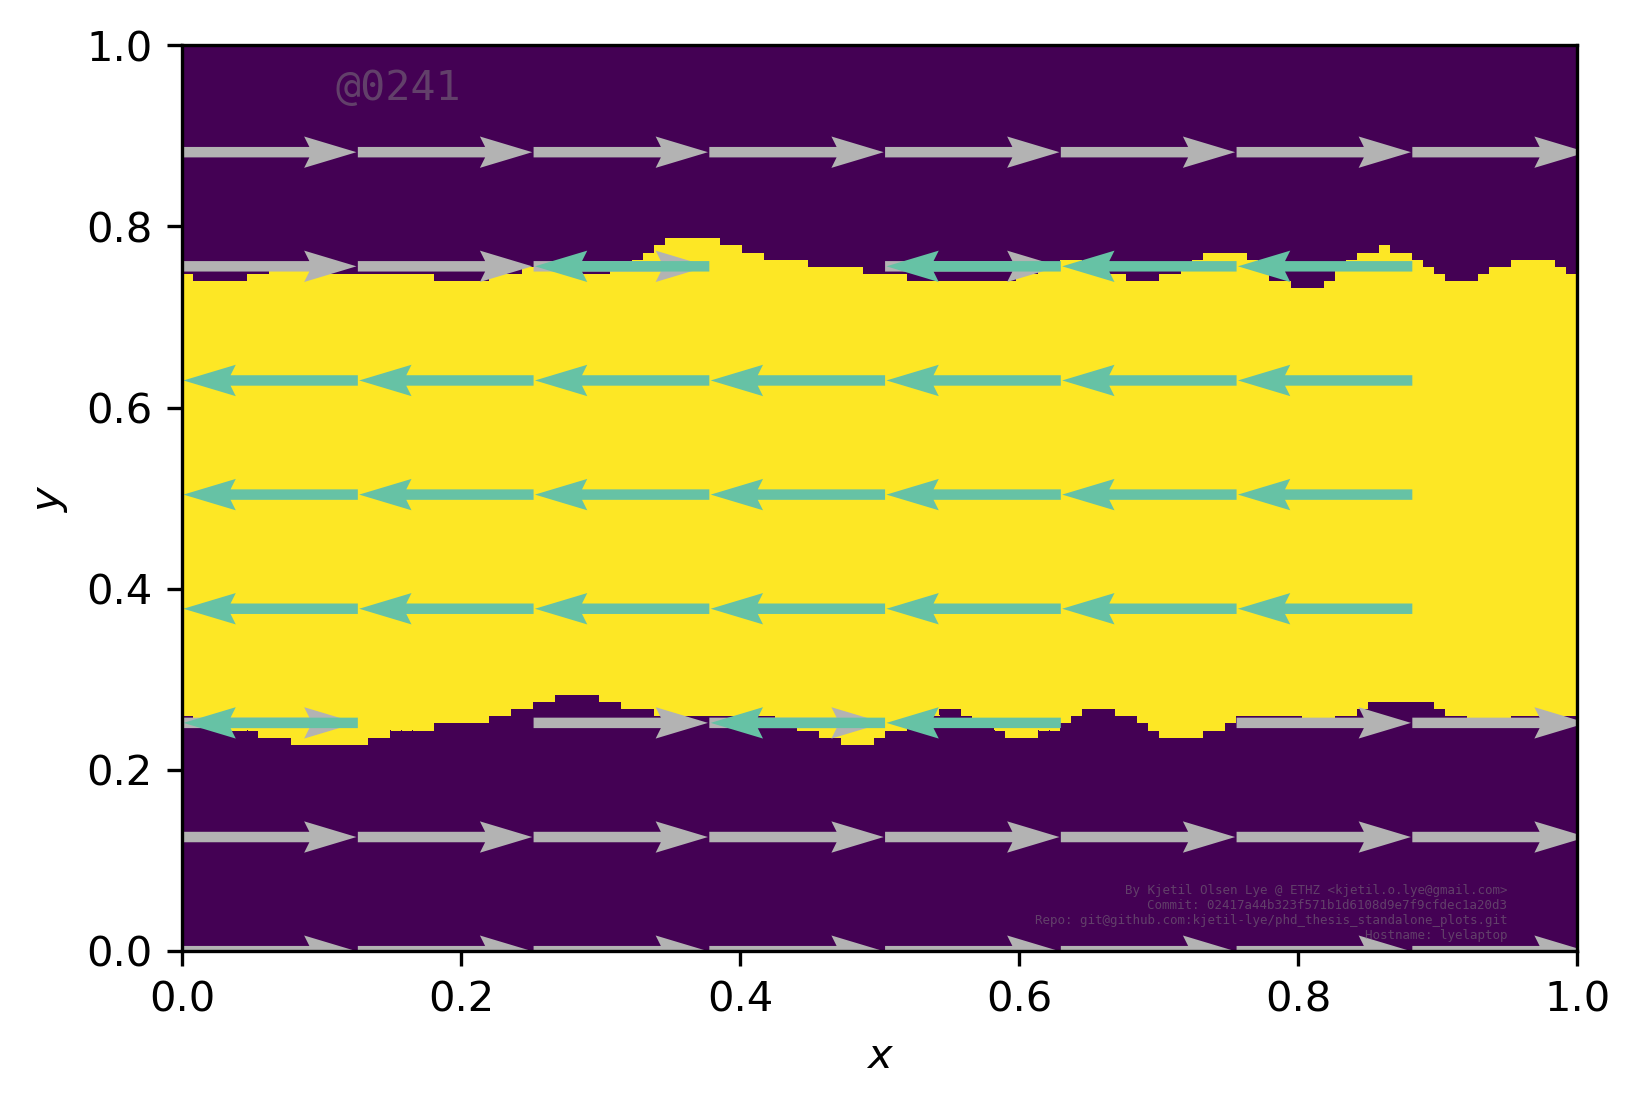 1.0
@0241
0.8
0.6
y
0.4
0.2
By Kjetil Olsen Lye @ ETHZ <kjetil.o.lye@gmail.com>
Commit: 02417a44b323f571b1d6108d9e7f9cfdec1a20d3
Repo: git@github.com:kjetil-lye/phd_thesis_standalone_plots.git
Hostname: lyelaptop
0.0
0.0 0.2 0.4 0.6 0.8 1.0
x